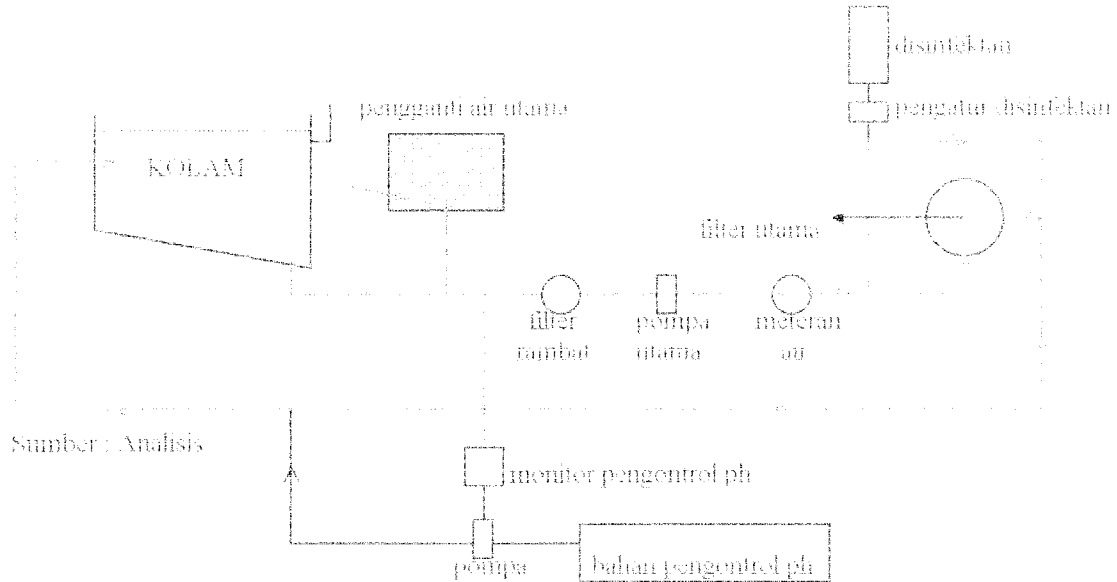 disinfektan
pengganti air utama
pengatur disinfektan
KOLAM
filter utama
filter
rambut
pompa
utama
meteran
air
Sumber : Analisis
monitor pengontrol ph
bahan pengontrol ph
pompa